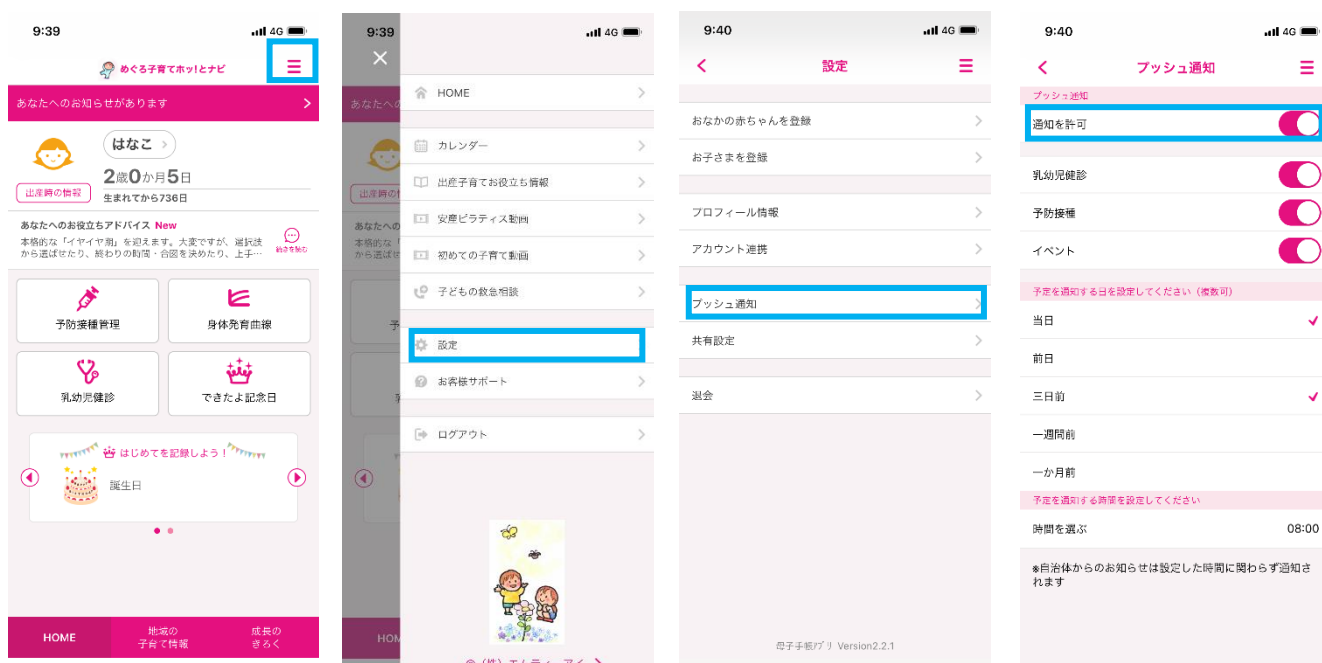 9:39
4G
めぐる子育てホッ!とナビ
あなたへのお知らせがあります
はなこ
2歳0か月5日
出産時の情報
生まれてから736日
あなたへのお役立ちアドバイス New
本格的な「イヤイヤ期」を迎えます。大変ですが、選択肢
から選ばせたり、終わりの時間・合図を決めたり、上手…
続きを読む
予防接種管理
身体発育曲線
乳幼児健診
できたよ記念日
はじめてを記録しよう!
誕生日
HOME
地域の
子育て情報
成長の
きろく
9:39
4G
あなたへの
HOME
カレンダー
出産子育てお役立ち情報
安産ピラティス動画
初めての子育て動画
子どもの救急相談
設定
お客様サポート
ログアウト
9:40
4G
設定
おなかの赤ちゃんを登録
お子さまを登録
プロフィール情報
アカウント連携
プッシュ通知
共有設定
退会
母子手帳アプリ Version2.2.1
9:40
4G
プッシュ通知
プッシュ通知
通知を許可
乳幼児健診
予防接種
イベント
予定を通知する日を設定してください(複数可)
当日
前日
三日前
一週間前
一か月前
予定を通知する時間を設定してください
時間を選ぶ
08:00
※自治体からのお知らせは設定した時間に関わらず通知さ
れます